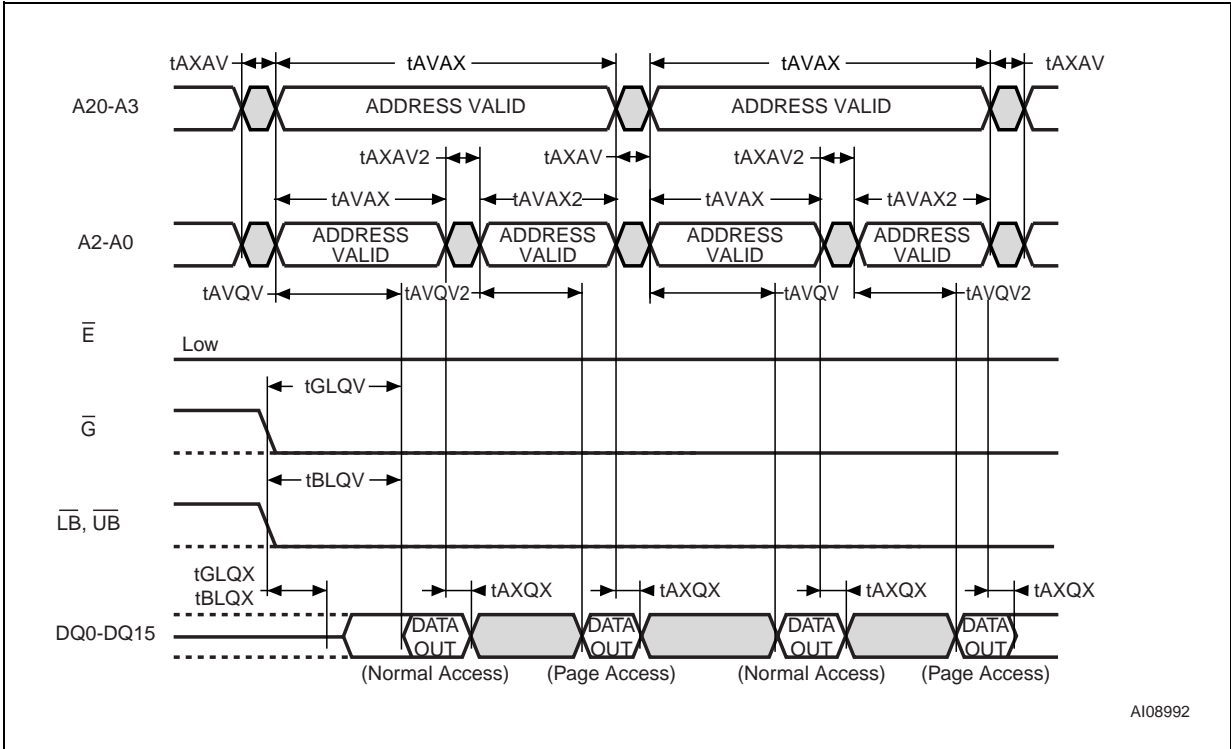 tAXAV tAVAX tAVAX tAXAV
A20-A3 ADDRESS VALID ADDRESS VALID
tAXAV2 tAXAV tAXAV2
tAVAX tAVAX2 tAVAX tAVAX2
A2-A0 ADDRESS VALID ADDRESS VALID ADDRESS VALID ADDRESS VALID
tAVQV tAVQV2 tAVQV tAVQV2
E̅ Low
tGLQV
G̅
tBLQV
L̅B̅, U̅B̅
tGLQX
tBLQX tAXQX tAXQX tAXQX tAXQX
DQ0-DQ15 DATA OUT DATA OUT DATA OUT DATA OUT
(Normal Access) (Page Access) (Normal Access) (Page Access)
AI08992